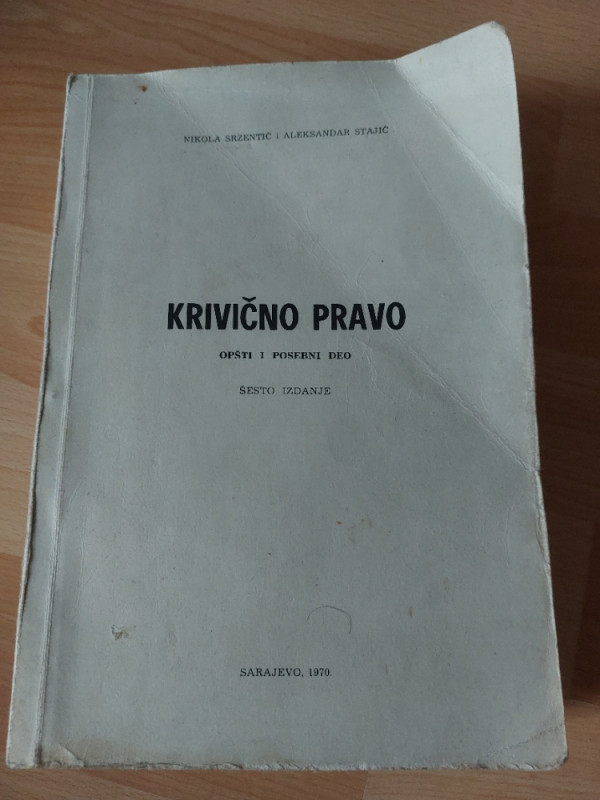 NIKOLA SRZENTIĆ i ALEKSANDAR STAJIĆ
KRIVIČNO PRAVO
OPŠTI I POSEBNI DEO
ŠESTO IZDANJE
SARAJEVO, 1970.